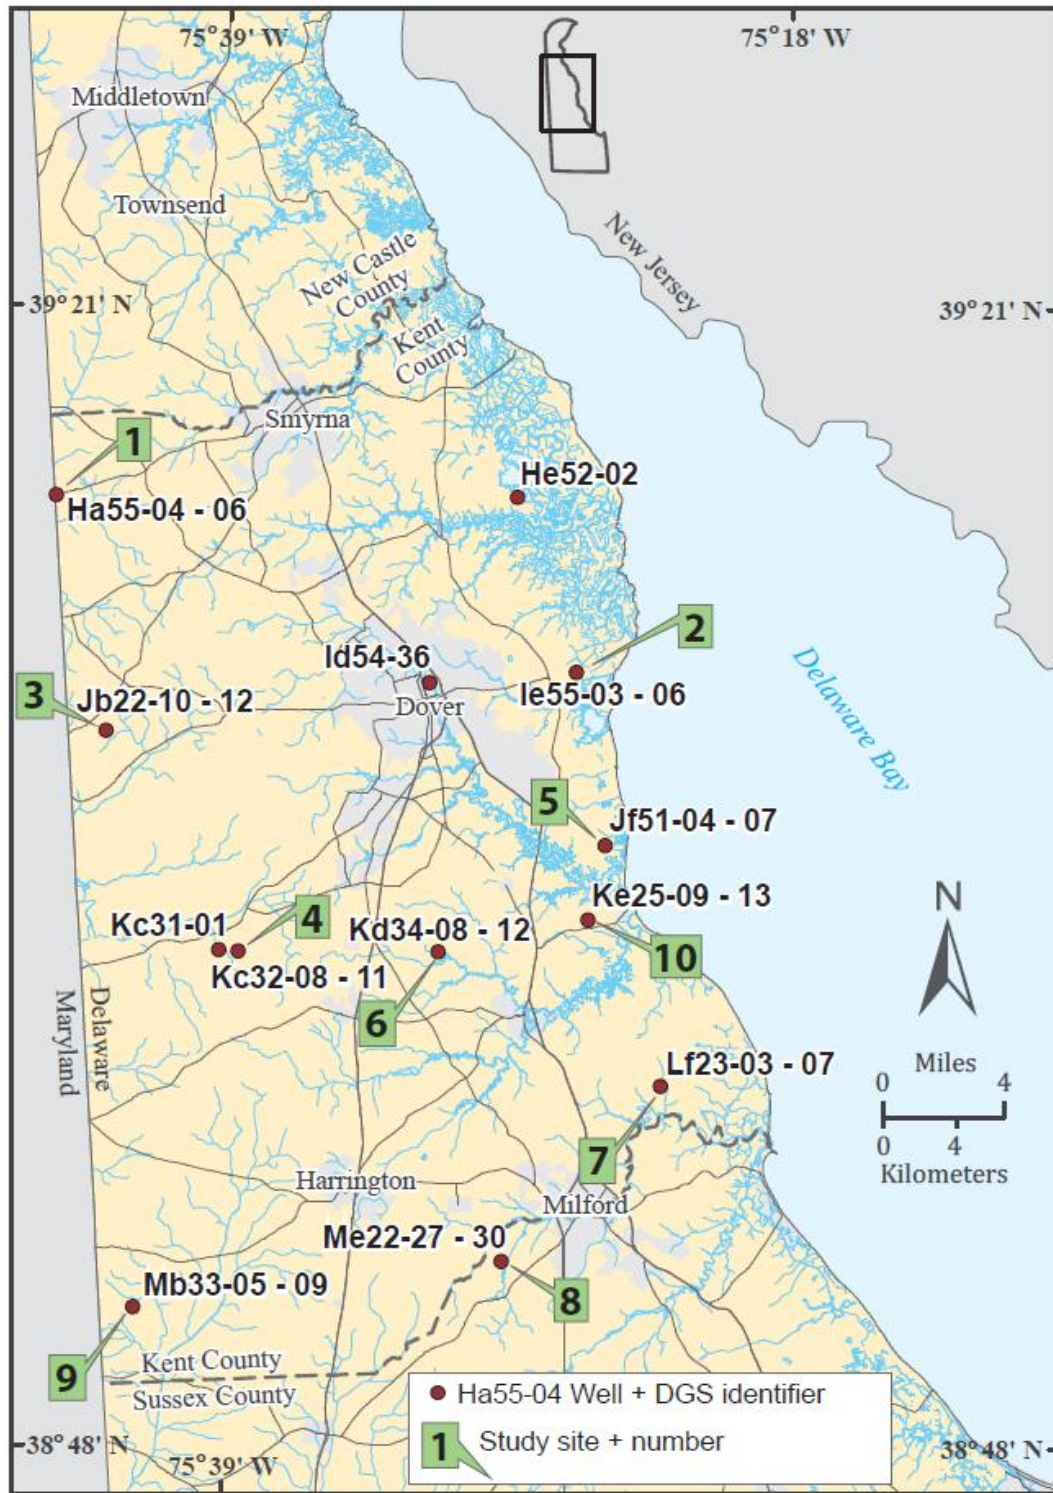 75°39' W
75°18' W
Middletown
Townsend
New Jersey
New Castle
County
39°21' N
39°21' N
Kent
County
Smyrna
1
He52-02
Ha55-04 - 06
2
Id54-36
3
Jb22-10 - 12
Ie55-03 - 06
Dover
Delaware Bay
5
Jf51-04 - 07
Ke25-09 - 13
N
Kc31-01
4
Kd34-08 - 12
10
Kc32-08 - 11
6
Delaware
Maryland
Miles
0 4
0 4
Kilometers
Lf23-03 - 07
7
Harrington
Milford
Me22-27 - 30
Mb33-05 - 09
8
9
Kent County
Sussex County
Ha55-04 Well + DGS identifier
1 Study site + number
38°48' N
38°48' N
75°39' W